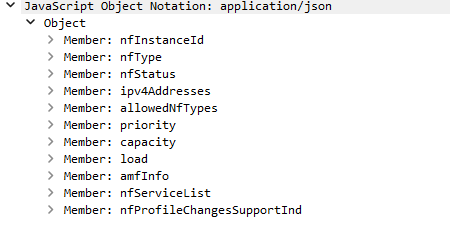 JavaScript Object Notation: application/json
Object
Member: nfInstanceId
Member: nfType
Member: nfStatus
Member: ipv4Addresses
Member: allowedNfTypes
Member: priority
Member: capacity
Member: load
Member: amfInfo
Member: nfServiceList
Member: nfProfileChangesSupportInd